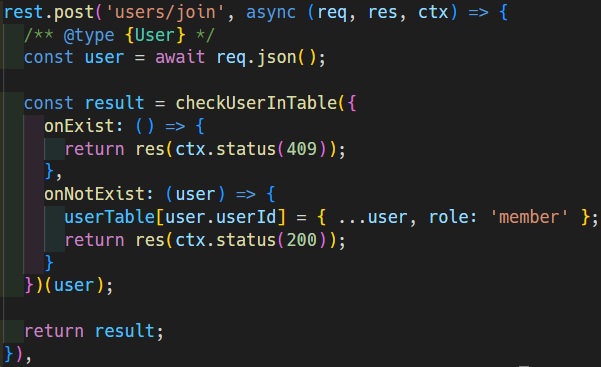 rest.post('users/join', async (req, res, ctx) => {
/** @type {User} */
const user = await req.json();
const result = checkUserInTable({
onExist: () => {
return res(ctx.status(409));
},
onNotExist: (user) => {
userTable[user.userId] = { ...user, role: 'member' };
return res(ctx.status(200));
}
})(user);
return result;
}),